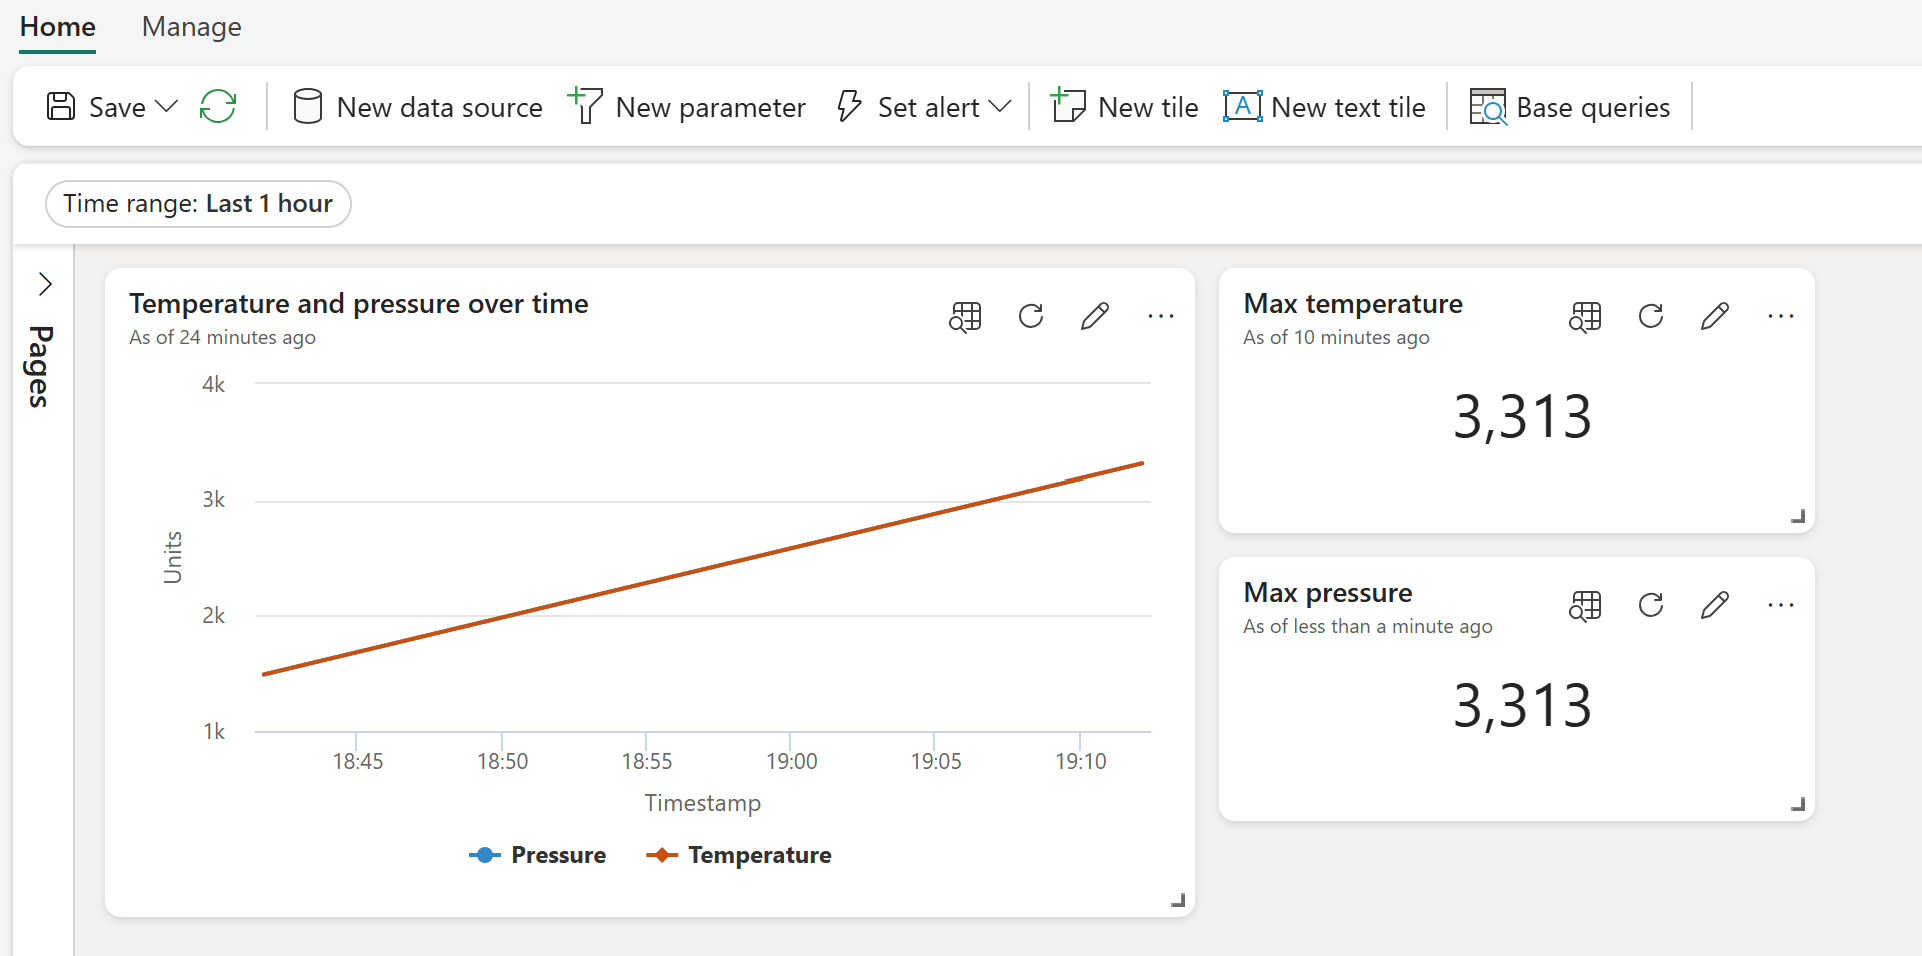 Home Manage
Save New data source New parameter Set alert New tile A New text tile Base queries
Time range: Last 1 hour
Pages
Temperature and pressure over time
As of 24 minutes ago
4k
3k
2k
1k
Units
18:45 18:50 18:55 19:00 19:05 19:10
Timestamp
Pressure Temperature
Max temperature
As of 10 minutes ago
3,313
Max pressure
As of less than a minute ago
3,313